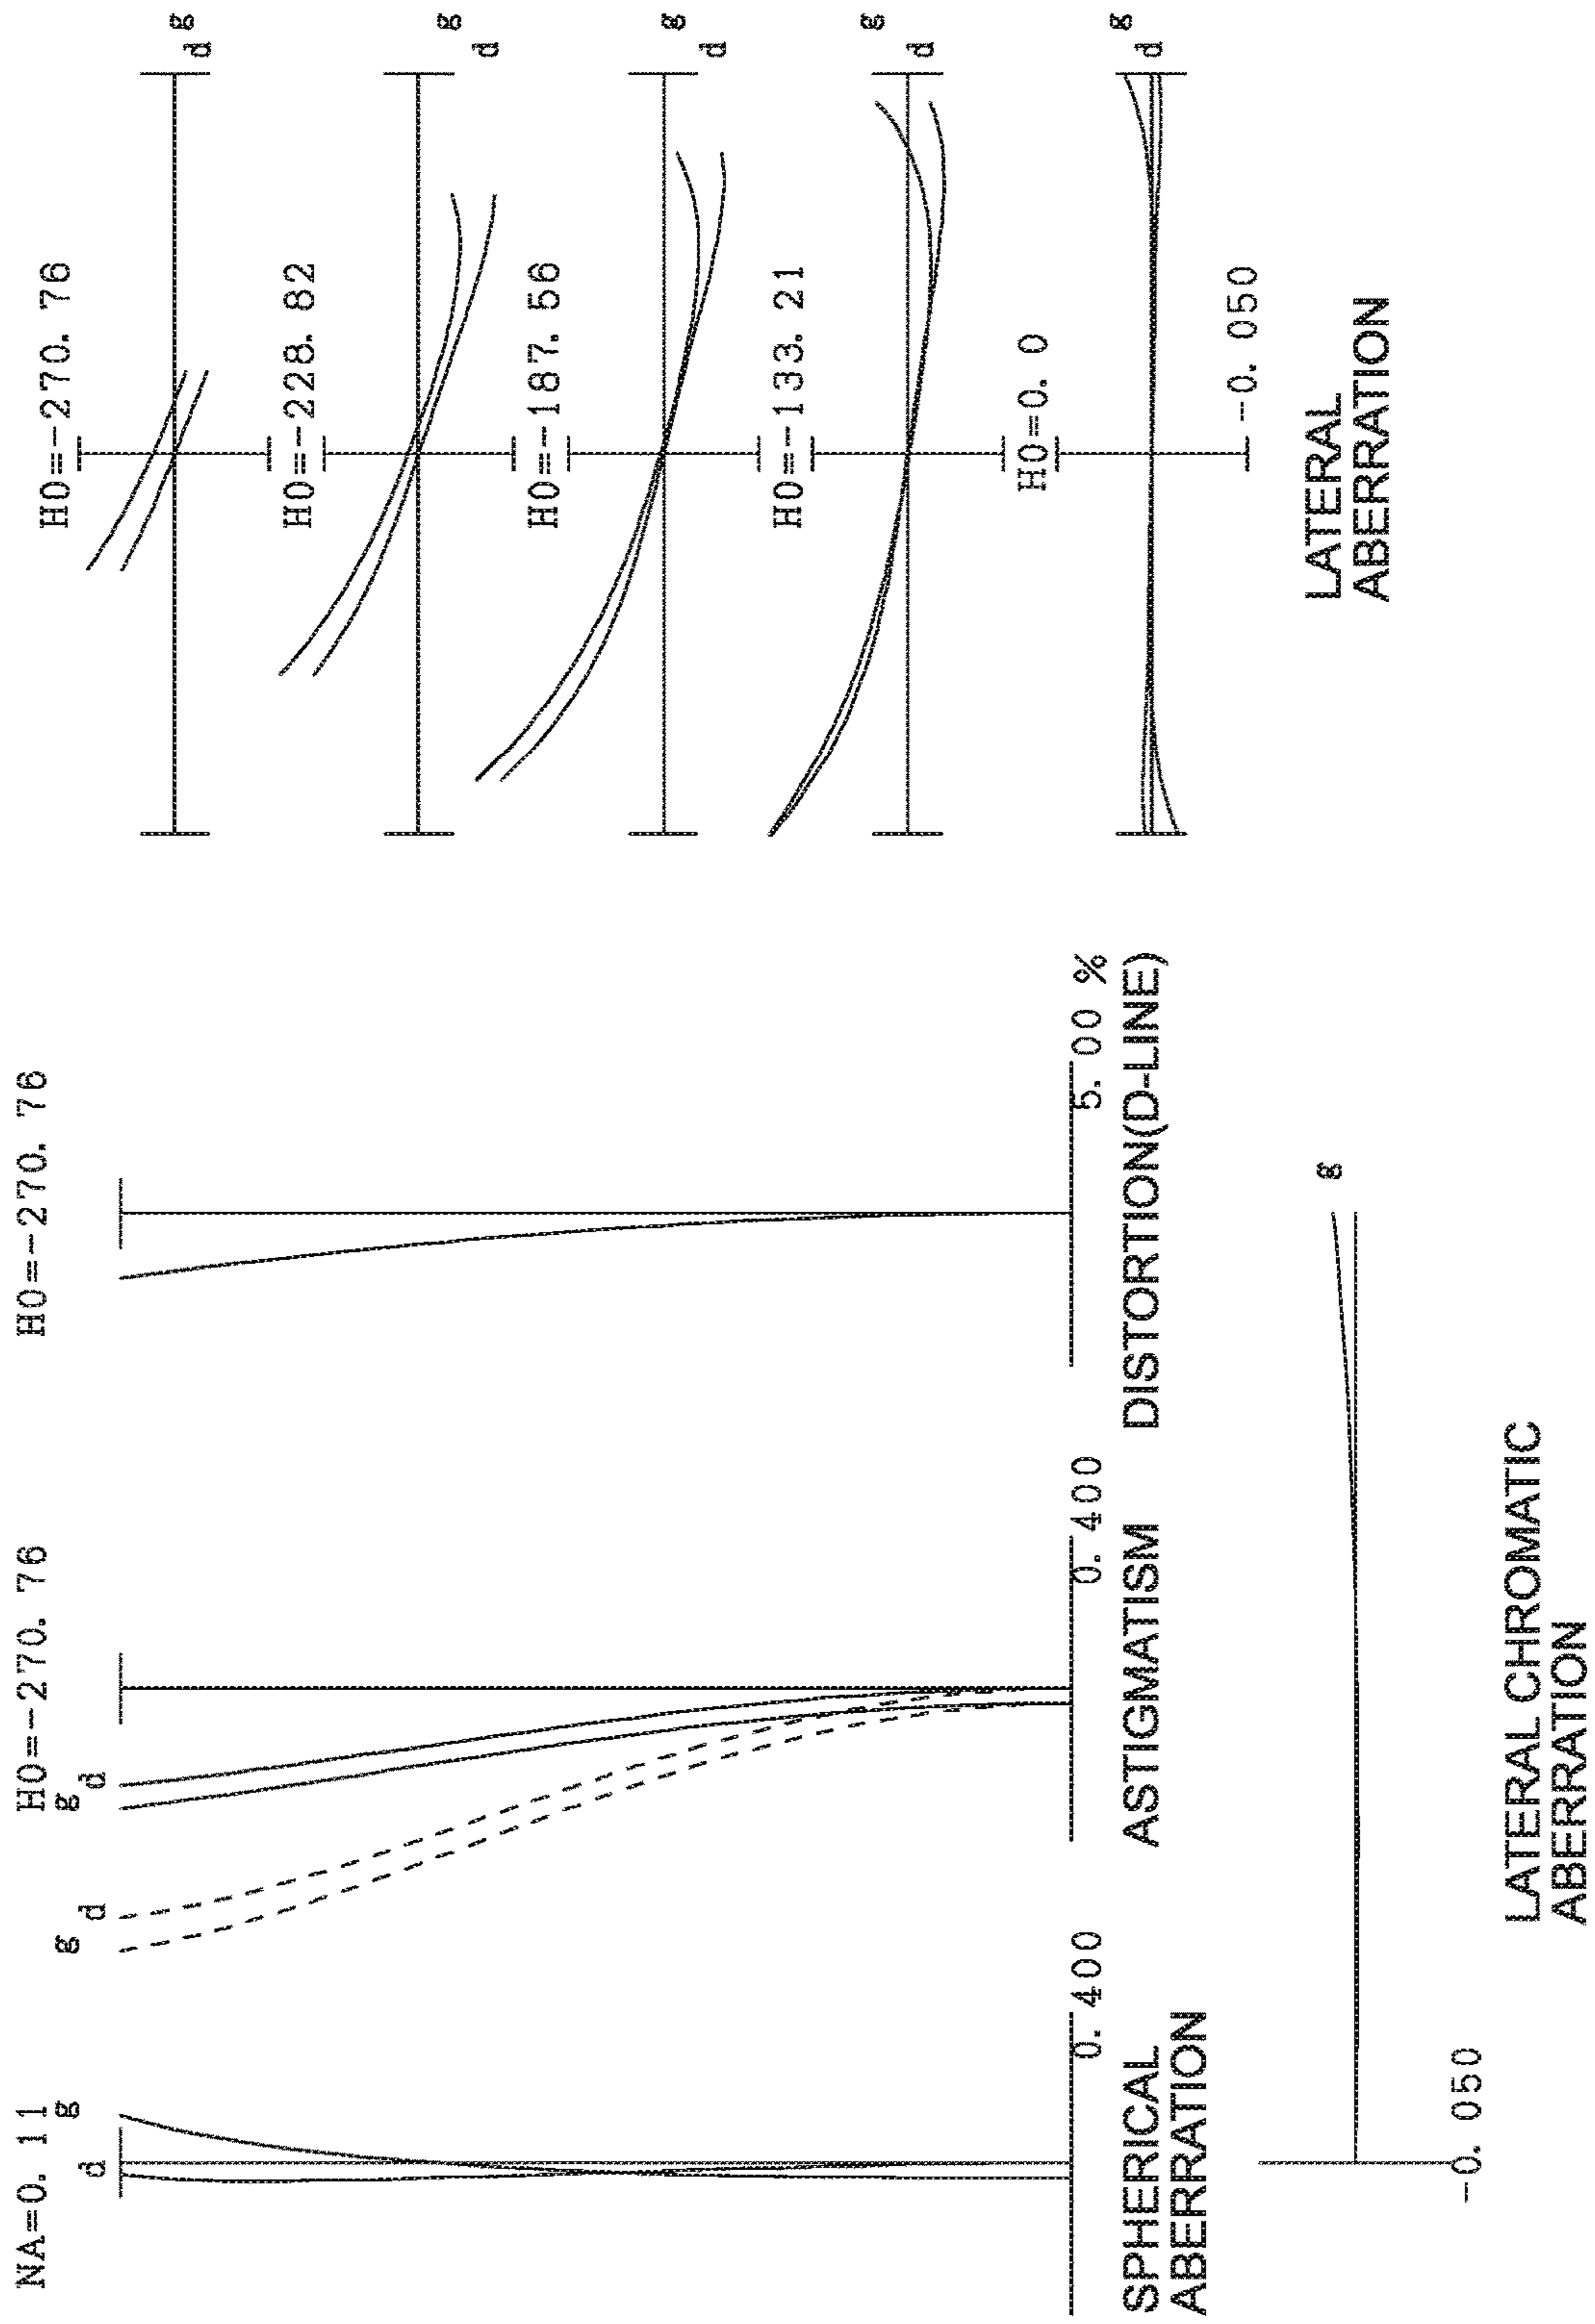 NA=0. 11
d
g
SPHERICAL
ABERRATION
0. 400
H0=-270. 76
g
d
g
d
ASTIGMATISM
0. 400
H0=-270. 76
DISTORTION(D-LINE)
5. 00 %
-0. 050
g
LATERAL CHROMATIC
ABERRATION
H0=-270. 76
d
g
H0=-228. 82
d
g
H0=-187. 56
d
g
H0=-133. 21
d
g
H0=0. 0
d
g
-0. 050
LATERAL
ABERRATION